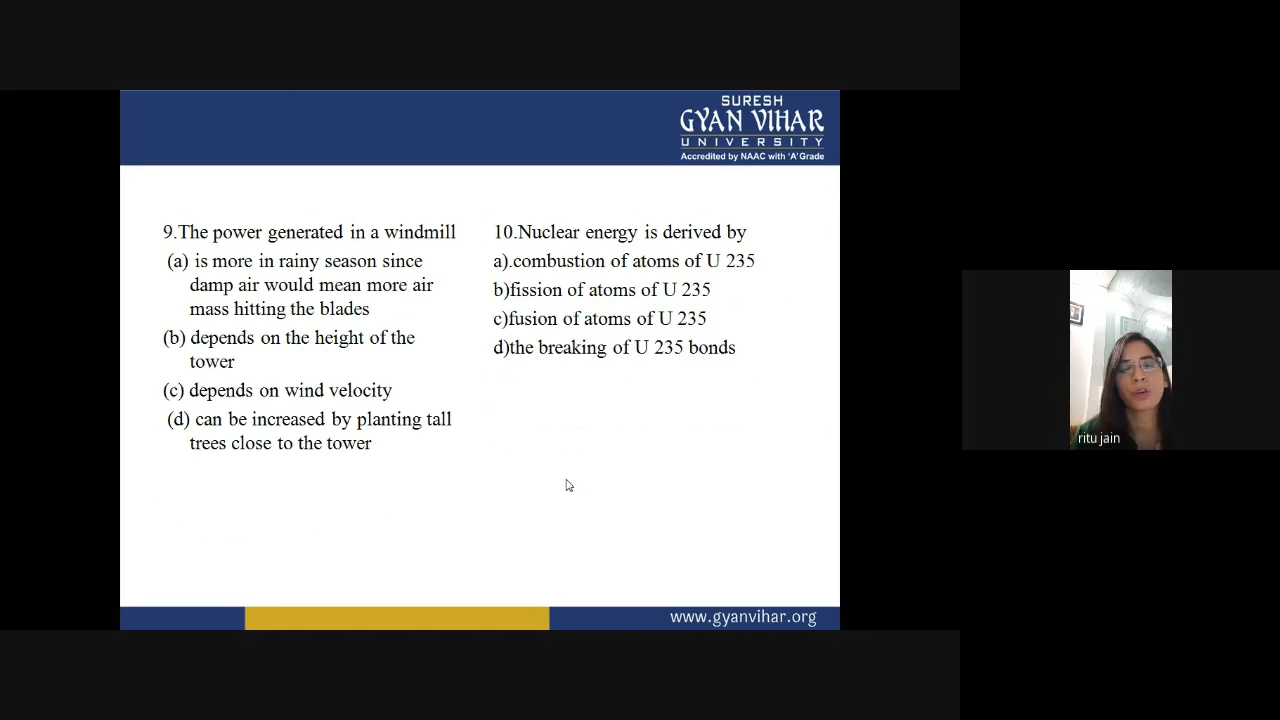 SURESH
GYAN VIHAR
UNIVERSITY
Accredited by NAAC with 'A' Grade
9.The power generated in a windmill
(a) is more in rainy season since
damp air would mean more air
mass hitting the blades
(b) depends on the height of the
tower
(c) depends on wind velocity
(d) can be increased by planting tall
trees close to the tower
10.Nuclear energy is derived by
a).combustion of atoms of U 235
b)fission of atoms of U 235
c)fusion of atoms of U 235
d)the breaking of U 235 bonds
www.gyanvihar.org
ritu jain